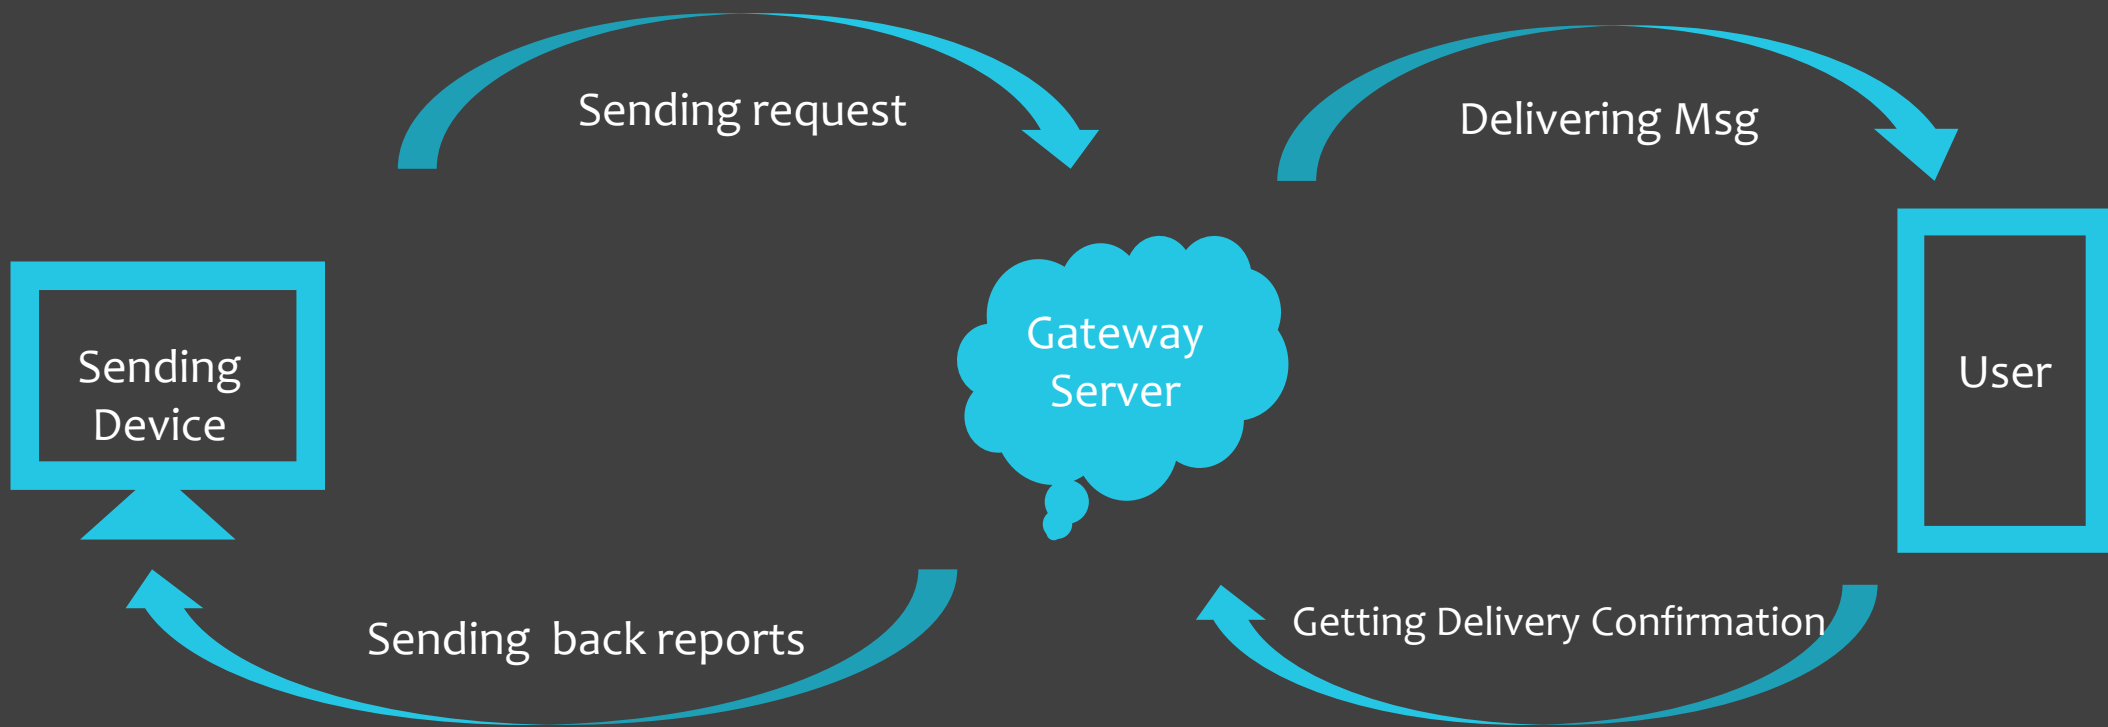 Sending request
Delivering Msg
Gateway
Server
Sending
Device
User
Getting Delivery Confirmation
Sending  back reports